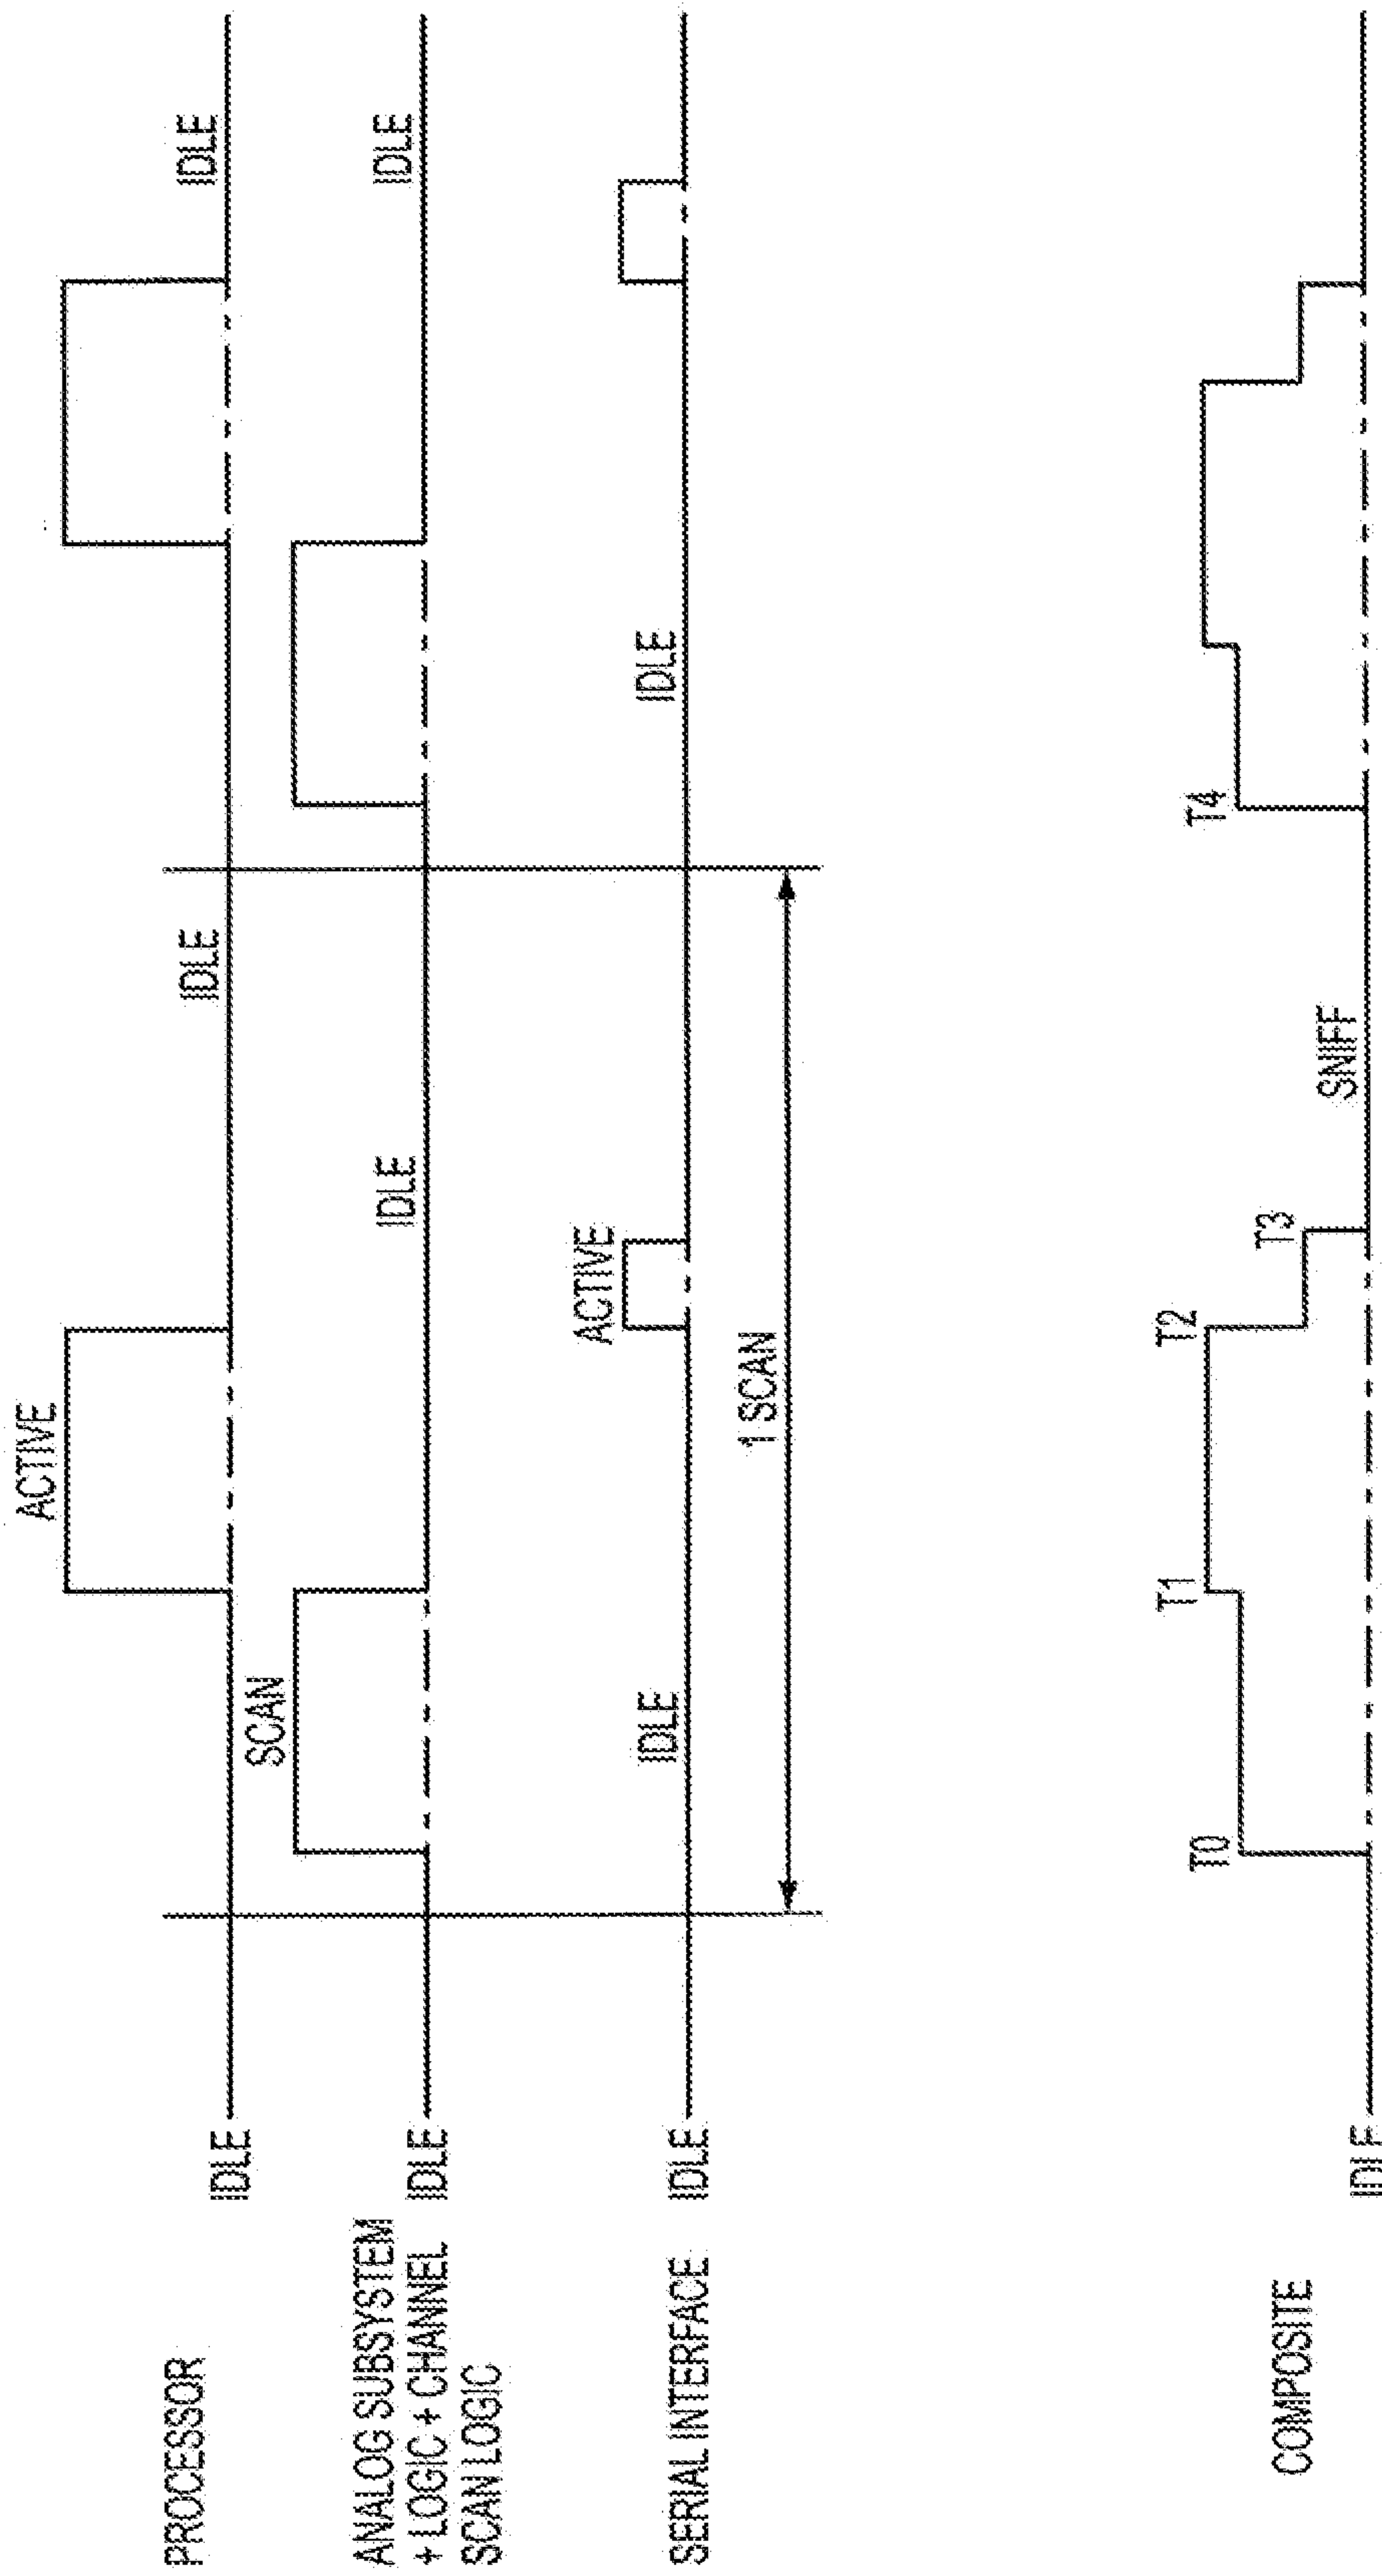 PROCESSOR
IDLE
ACTIVE
IDLE
IDLE
ANALOG SUBSYSTEM
+ LOGIC + CHANNEL
SCAN LOGIC
IDLE
SCAN
IDLE
IDLE
SERIAL INTERFACE
IDLE
IDLE
ACTIVE
IDLE
1 SCAN
COMPOSITE
IDLE
T0
T1
T2
T3
SNIFF
T4